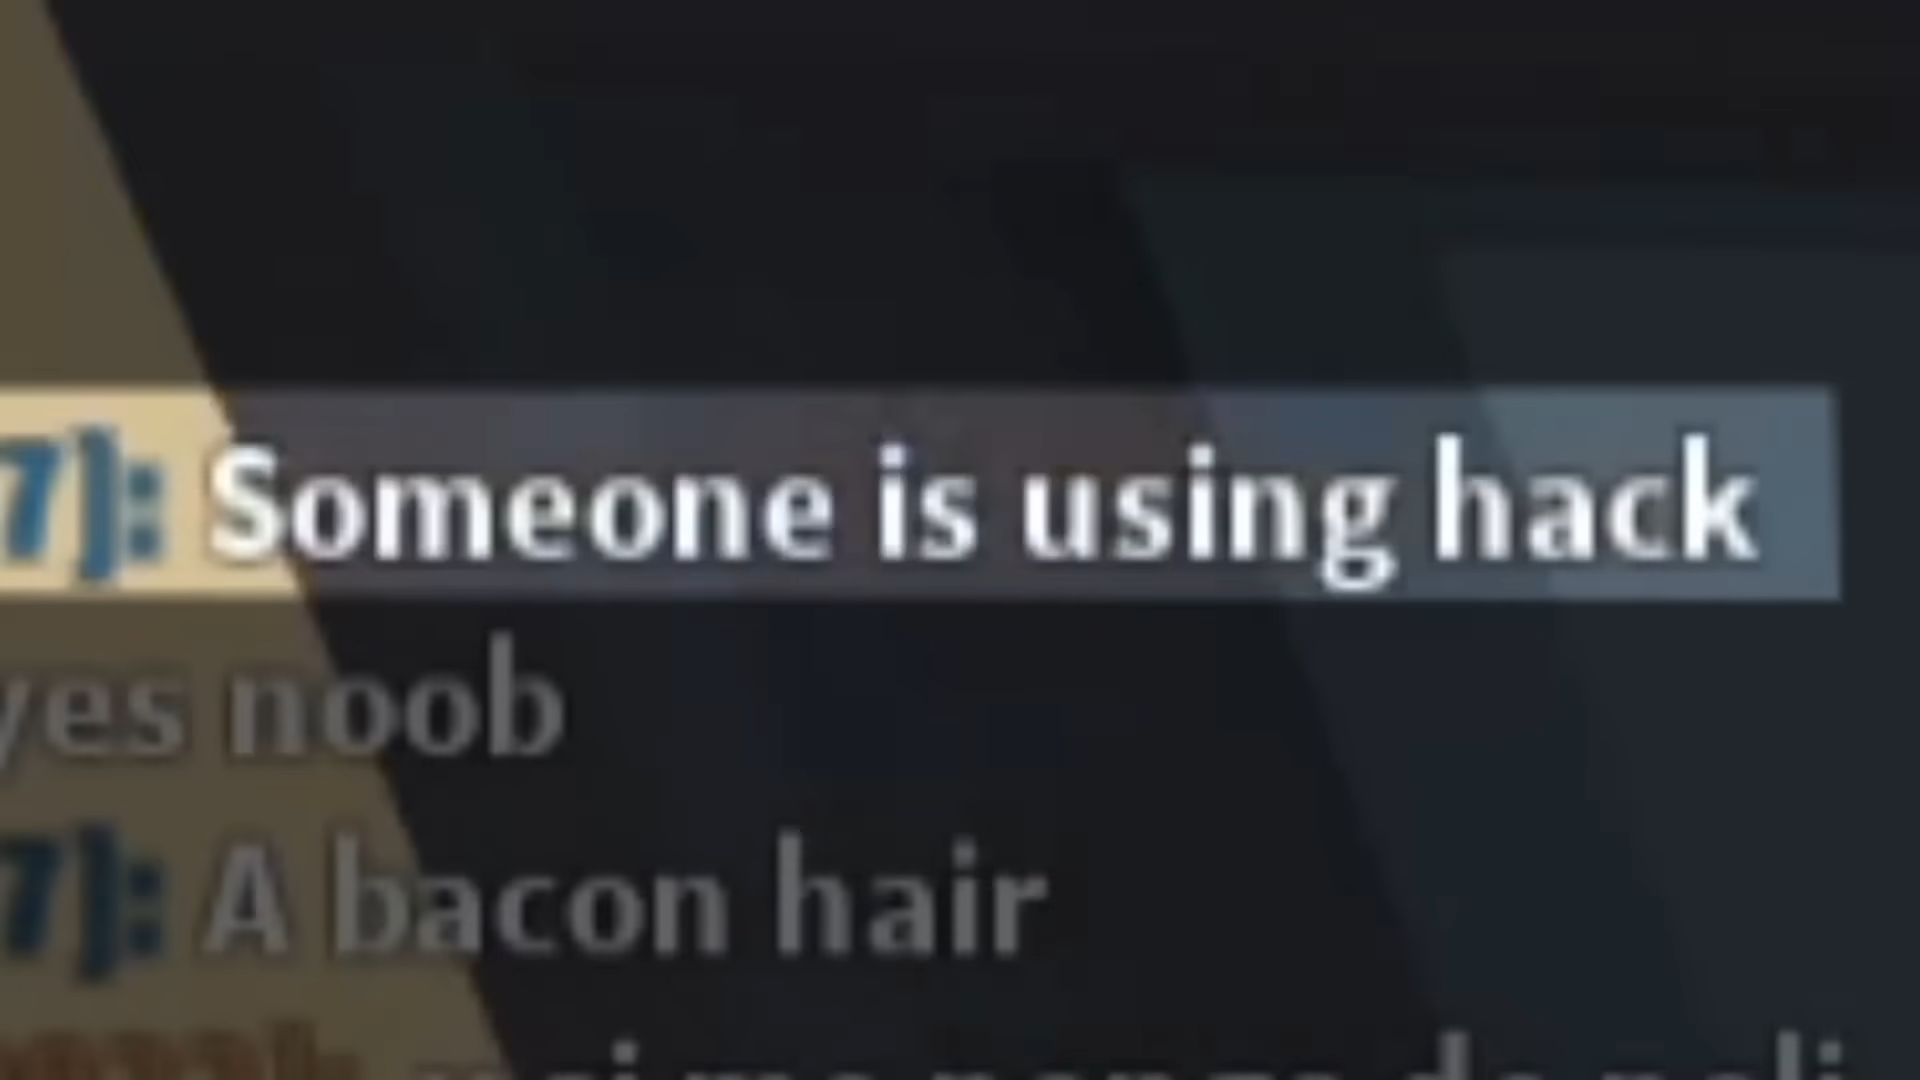 7]: Someone is using hack
yes noob
7]: A bacon hair